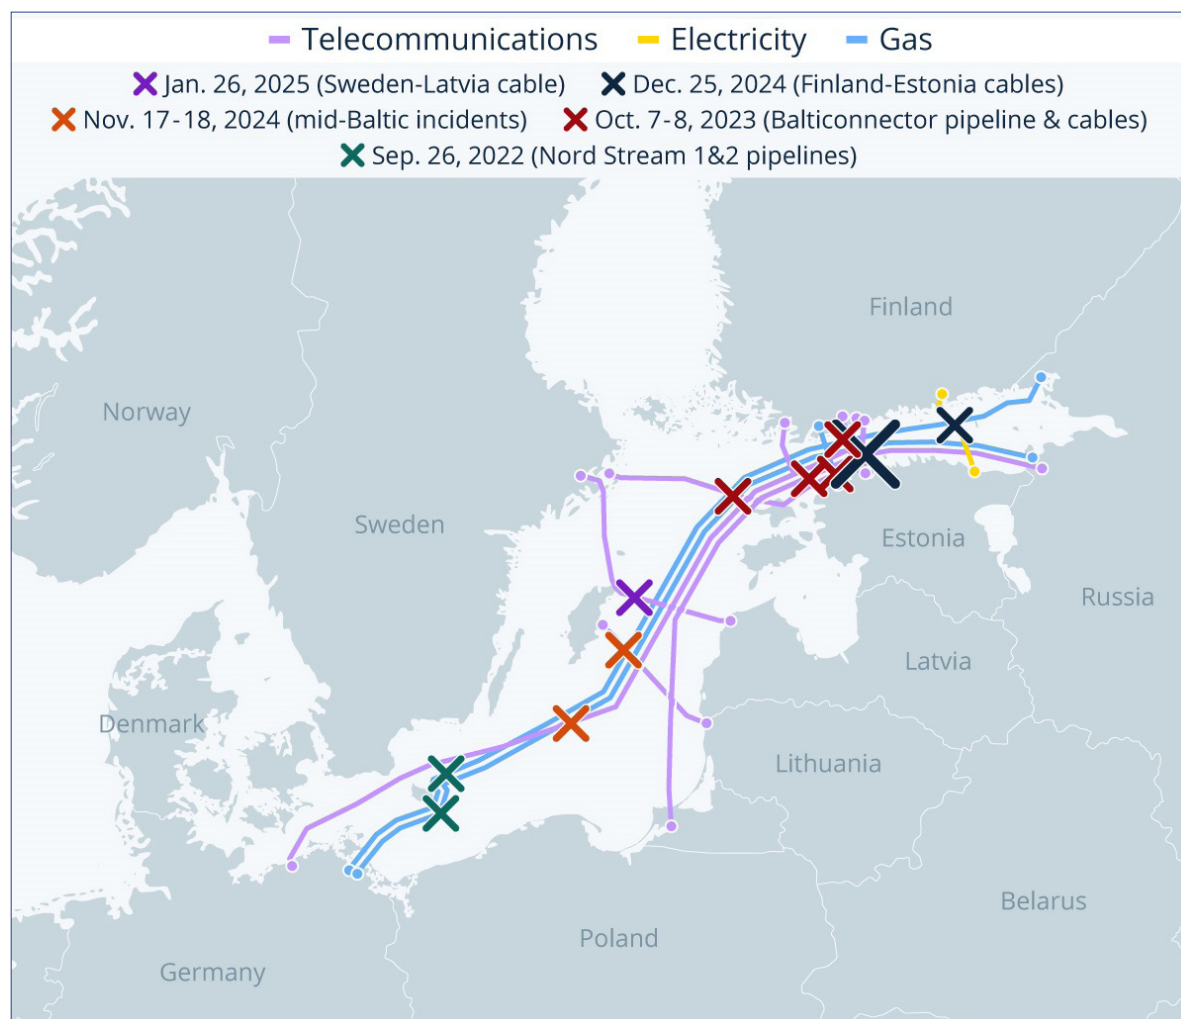 Telecommunications Electricity Gas
Jan. 26, 2025 (Sweden-Latvia cable) Dec. 25, 2024 (Finland-Estonia cables)
Nov. 17-18, 2024 (mid-Baltic incidents) Oct. 7-8, 2023 (Balticonnector pipeline & cables)
Sep. 26, 2022 (Nord Stream 1&2 pipelines)
Finland
Norway
Sweden
Estonia
Russia
Latvia
Denmark
Lithuania
Belarus
Poland
Germany